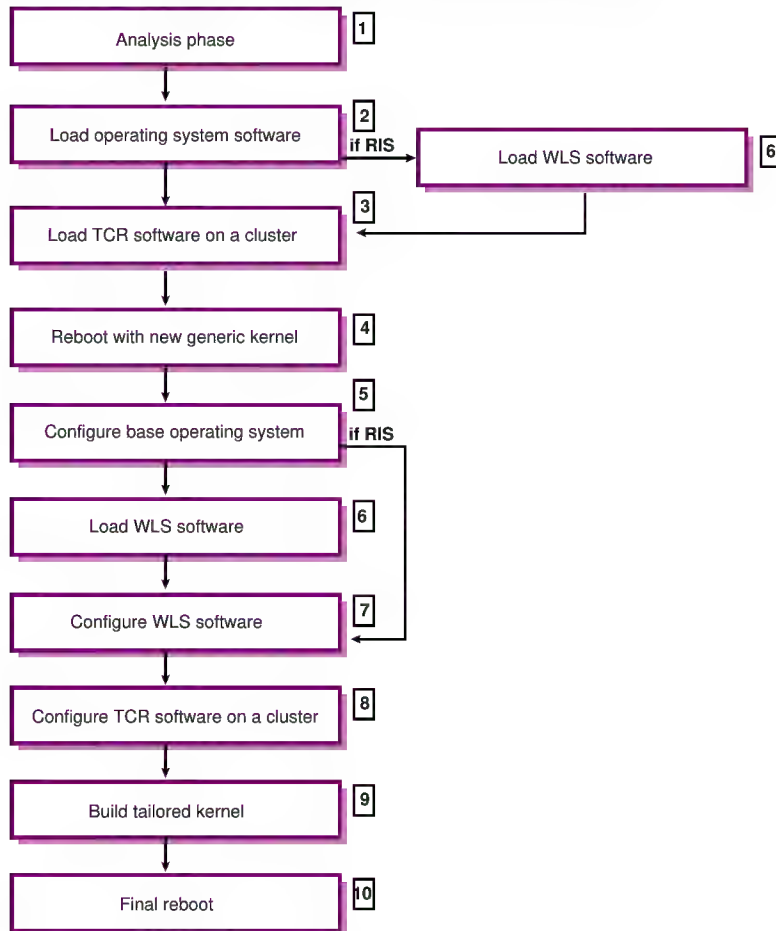 Analysis phase
1
Load operating system software
2
if RIS
Load WLS software
6
Load TCR software on a cluster
3
Reboot with new generic kernel
4
Configure base operating system
5
if RIS
Load WLS software
6
Configure WLS software
7
Configure TCR software on a cluster
8
Build tailored kernel
9
Final reboot
10